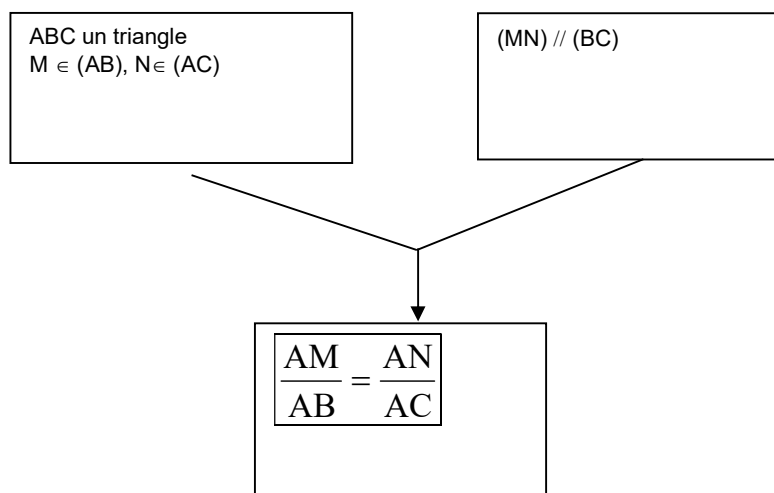 ABC un triangle
M ∈ (AB), N∈ (AC)
(MN) // (BC)
AM/AB = AN/AC